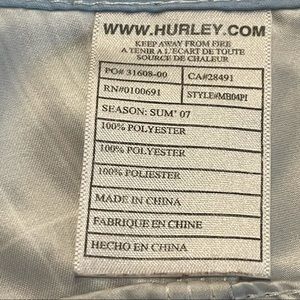 WWW.HURLEY.COM
KEEP AWAY FROM FIRE
A TENIR A L'ECART DE TOUTE
SOURCE DE CHALEUR
PO# 31608-00 CA#28491
RN#0100691 STYLE#MB04PI
SEASON: SUM' 07
100% POLYESTER
100% POLYESTER
100% POLIESTER
MADE IN CHINA
FABRIQUE EN CHINE
HECHO EN CHINA